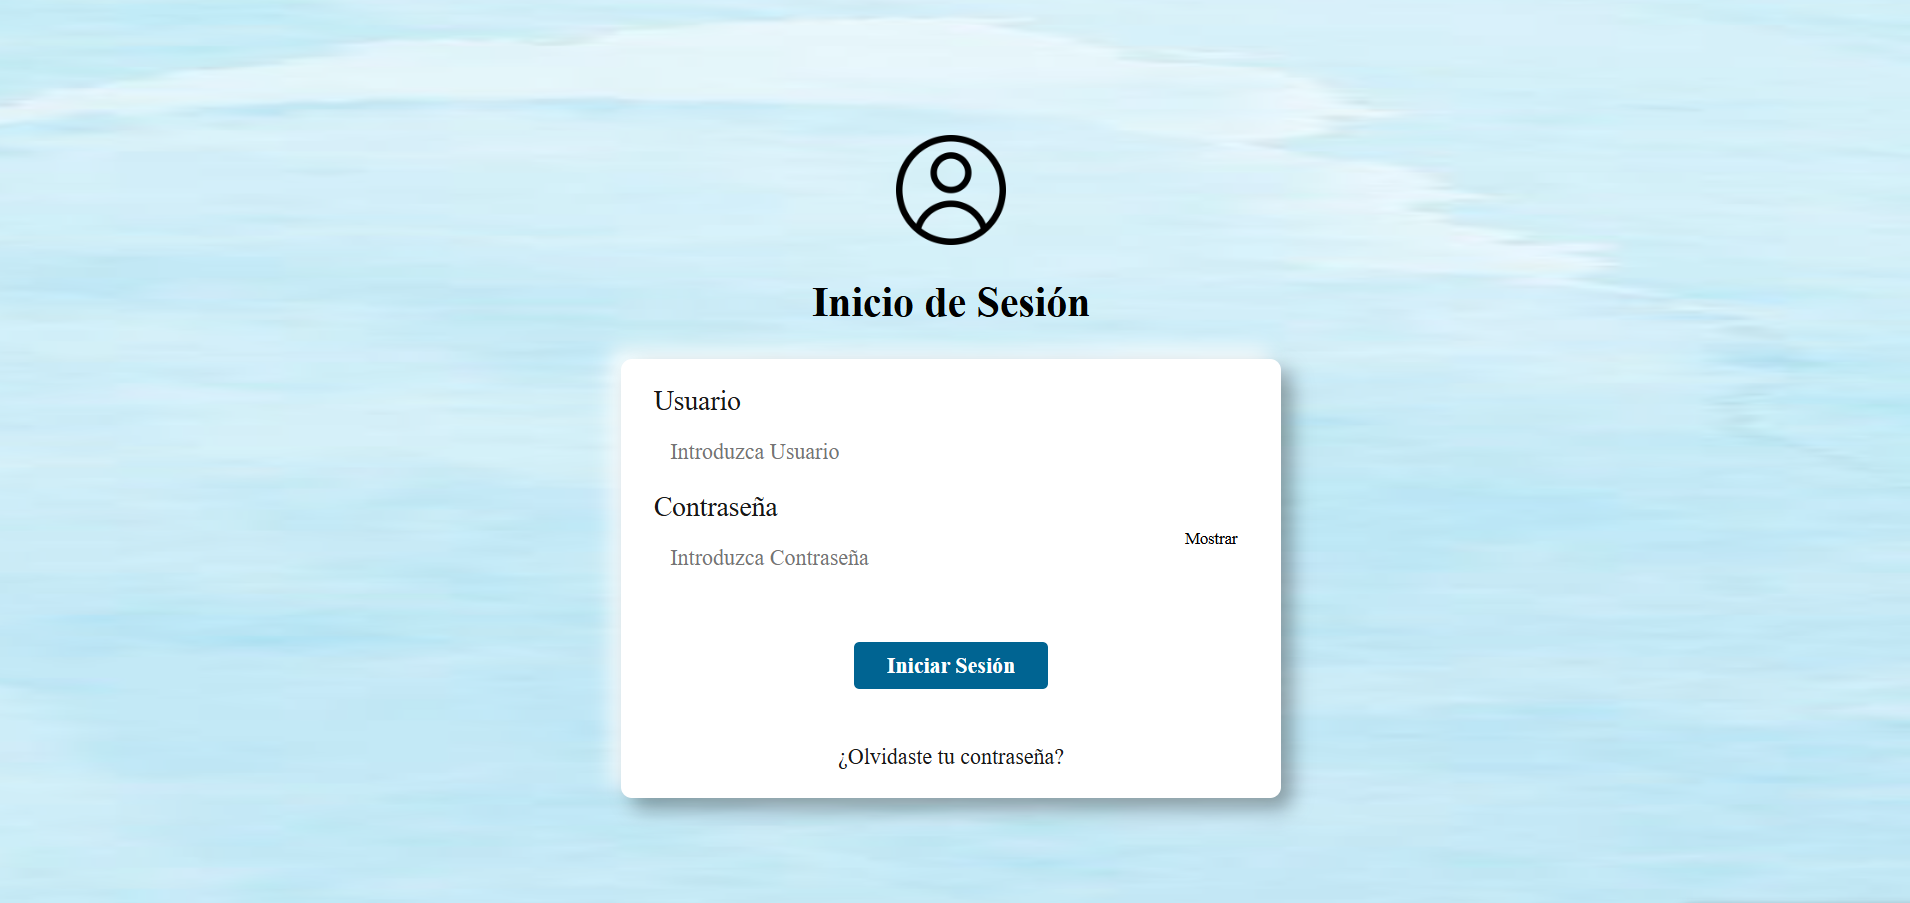 Inicio de Sesión
Usuario
Introduzca Usuario
Contraseña
Mostrar
Introduzca Contraseña
Iniciar Sesión
¿Olvidaste tu contraseña?